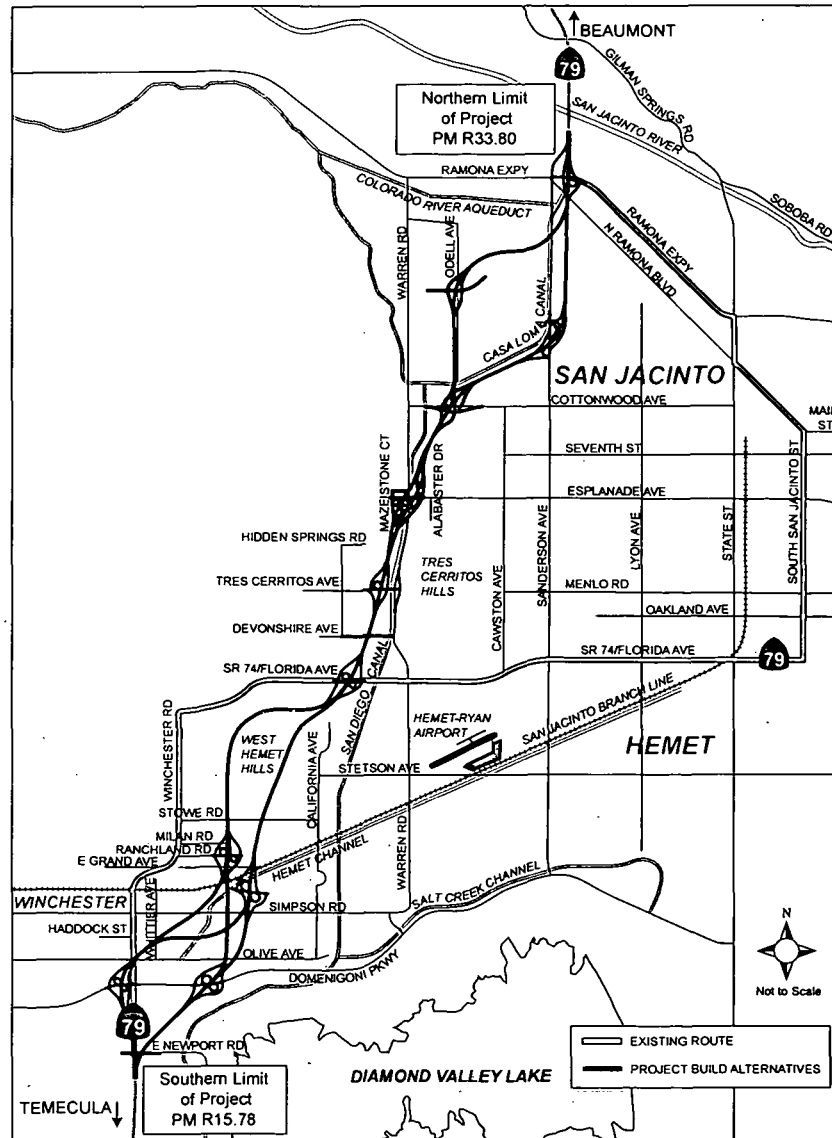 BEAUMONT
79
GILMAN SPRINGS RD
Northern Limit
of Project
PM R33.80
SAN JACINTO RIVER
RAMONA EXPY
COLORADO RIVER AQUEDUCT
SOBOBA RD
WARREN RD
ODELL AVE
RAMONA EXPY
N RAMONA BLVD
CASA LOMA CANAL
SAN JACINTO
COTTONWOOD AVE
MAIN
ST
MAZEISTONE CT
ALABASTER DR
SEVENTH ST
ESPLANADE AVE
SOUTH SAN JACINTO ST
STATE ST
LYON AVE
SANDERSON AVE
CAWSTON AVE
HIDDEN SPRINGS RD
TRES
CERRITOS
HILLS
TRES CERRITOS AVE
MENLO RD
OAKLAND AVE
DEVONSHIRE AVE
SR 74/FLORIDA AVE
SR 74/FLORIDA AVE
79
SAN DIEGO CANAL
WINCHESTER RD
WEST
HEMET
HILLS
CALIFORNIA AVE
HEMET-RYAN
AIRPORT
SAN JACINTO BRANCH LINE
HEMET
STETSON AVE
STOWE RD
MILAN RD
RANCHLAND RD
E GRAND AVE
HEMET CHANNEL
WARREN RD
WINCHESTER
WHITTIER AVE
SIMPSON RD
SALT CREEK CHANNEL
HADDOCK ST
OLIVE AVE
DOMENIGONI PKWY
N
Not to Scale
79
E NEWPORT RD
EXISTING ROUTE
PROJECT BUILD ALTERNATIVES
DIAMOND VALLEY LAKE
Southern Limit
of Project
PM R15.78
TEMECULA